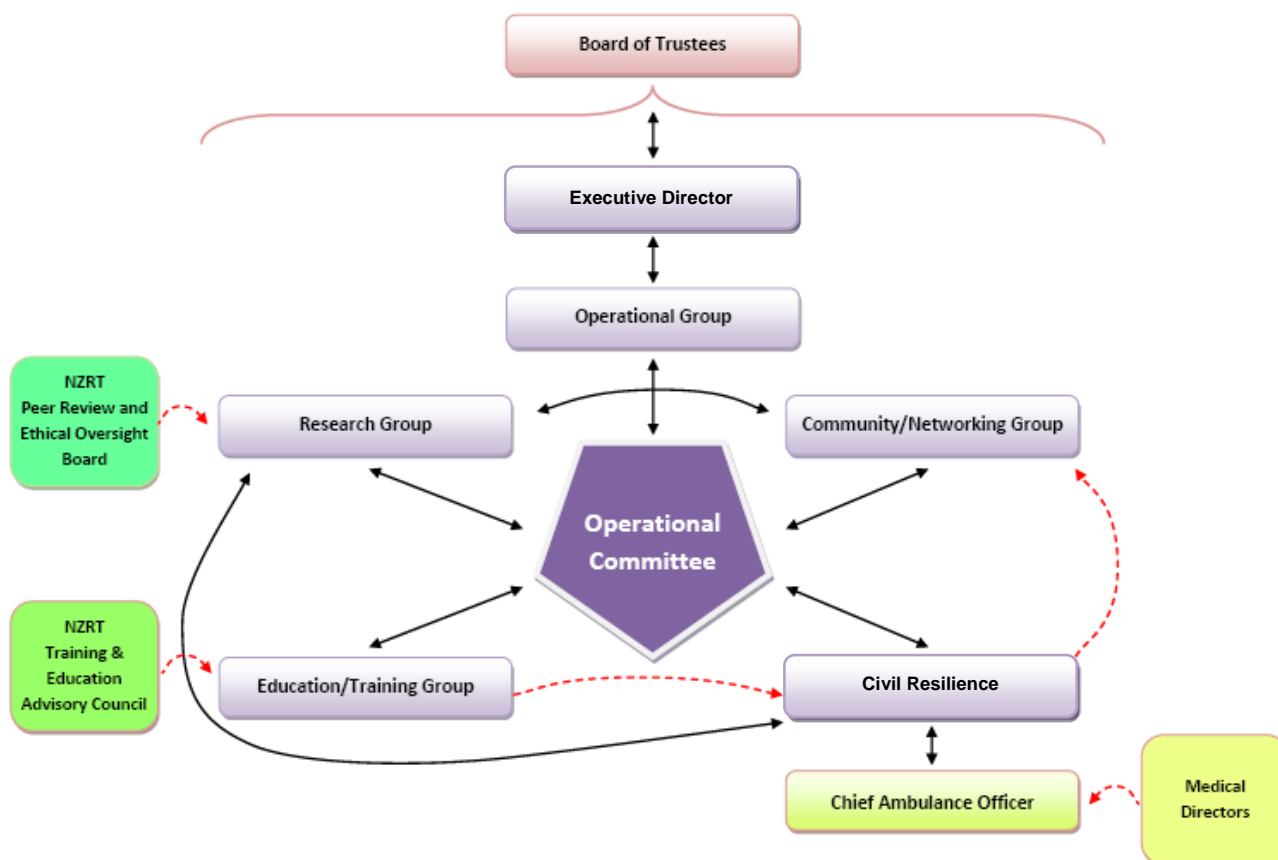 Board of Trustees
Executive Director
Operational Group
NZRT
Peer Review and
Ethical Oversight
Board
Research Group
Community/Networking Group
Operational
Committee
NZRT
Training &
Education
Advisory Council
Education/Training Group
Civil Resilience
Chief Ambulance Officer
Medical
Directors